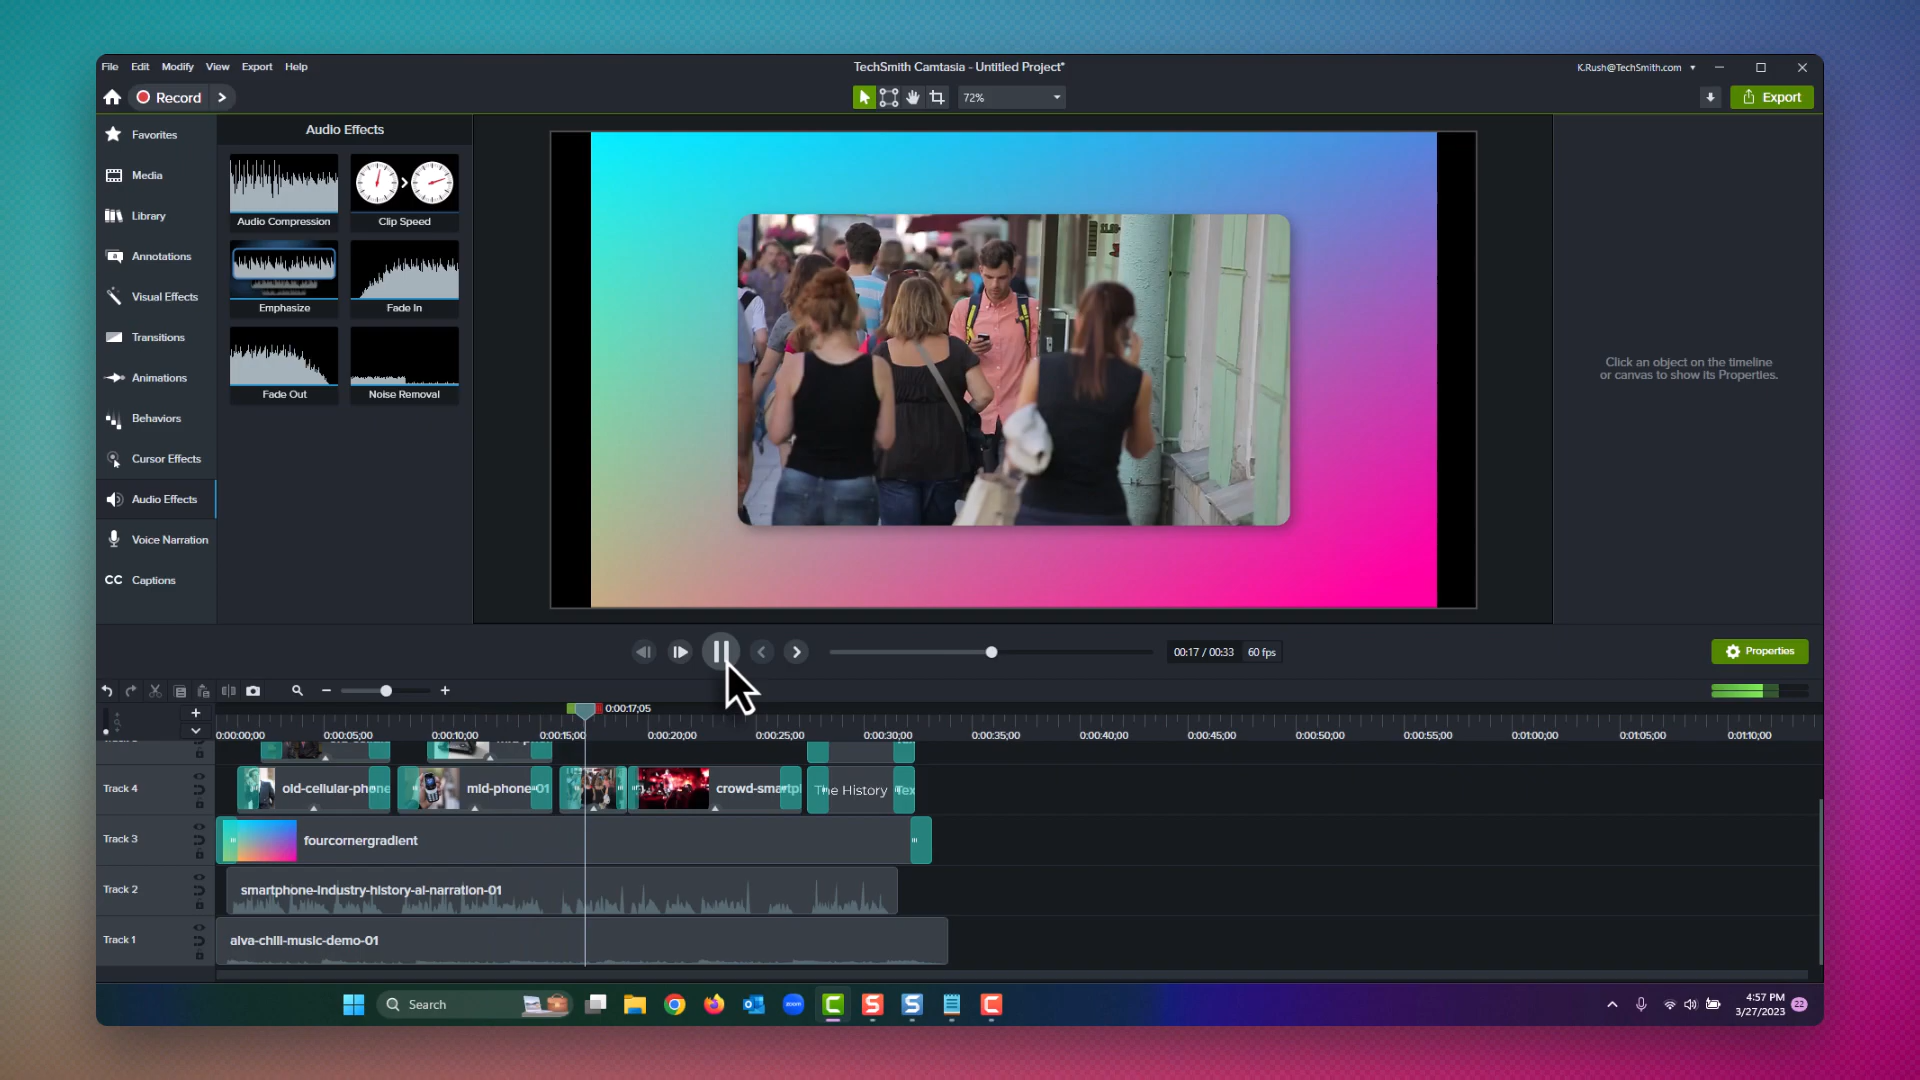 File Edit Modify View Export Help
TechSmith Camtasia - Untitled Project*
K.Rush@TechSmith.com
Record
72%
Export
Favorites
Media
Library
Annotations
Visual Effects
Transitions
Animations
Behaviors
Cursor Effects
Audio Effects
Voice Narration
CC Captions
Audio Effects
Audio Compression
Clip Speed
Emphasize
Fade In
Fade Out
Noise Removal
Click an object on the timeline
or canvas to show its Properties.
00:17 / 00:33 60 fps
Properties
0:00:17;05
0:00:00;00 0:00:05;00 0:00:10;00 0:00:15;00 0:00:20;00 0:00:25;00 0:00:30;00 0:00:35;00 0:00:40;00 0:00:45;00 0:00:50;00 0:00:55;00 0:01:00;00 0:01:05;00 0:01:10;00
Track 4
old-cellular-phone
mid-phone-01
crowd-smartpl
The History
Tex
Track 3
fourcornergradient
Track 2
smartphone-industry-history-ai-narration-01
Track 1
aiva-chill-music-demo-01
Search
zoom
4:57 PM
3/27/2023
22